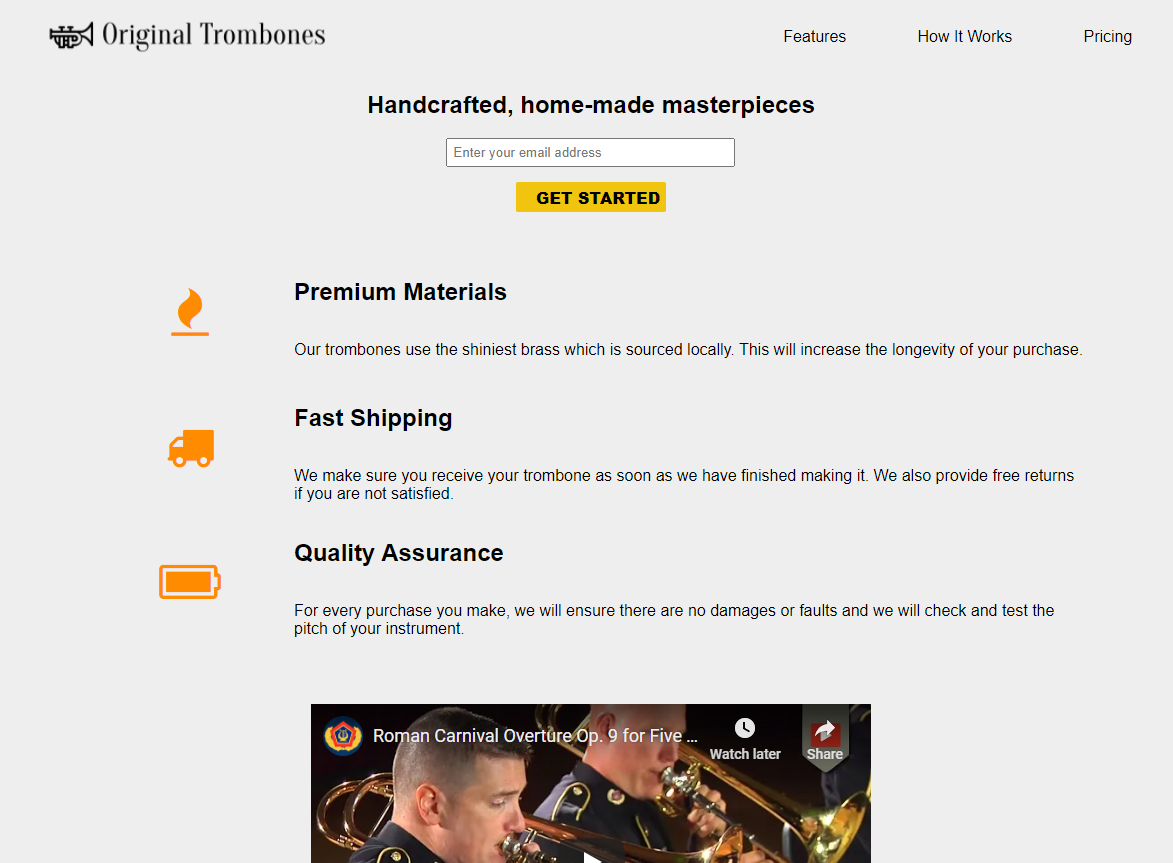 Original Trombones
Features
How It Works
Pricing
Handcrafted, home-made masterpieces
Enter your email address
GET STARTED
Premium Materials
Our trombones use the shiniest brass which is sourced locally. This will increase the longevity of your purchase.
Fast Shipping
We make sure you receive your trombone as soon as we have finished making it. We also provide free returns
if you are not satisfied.
Quality Assurance
For every purchase you make, we will ensure there are no damages or faults and we will check and test the
pitch of your instrument.
Roman Carnival Overture Op. 9 for Five ...
Watch later
Share